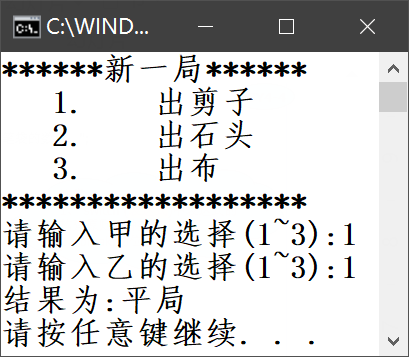 C:\WIND...
******新一局******
1. 出剪子
2. 出石头
3. 出布
******************
请输入甲的选择(1~3):1
请输入乙的选择(1~3):1
结果为:平局
请按任意键继续. . .